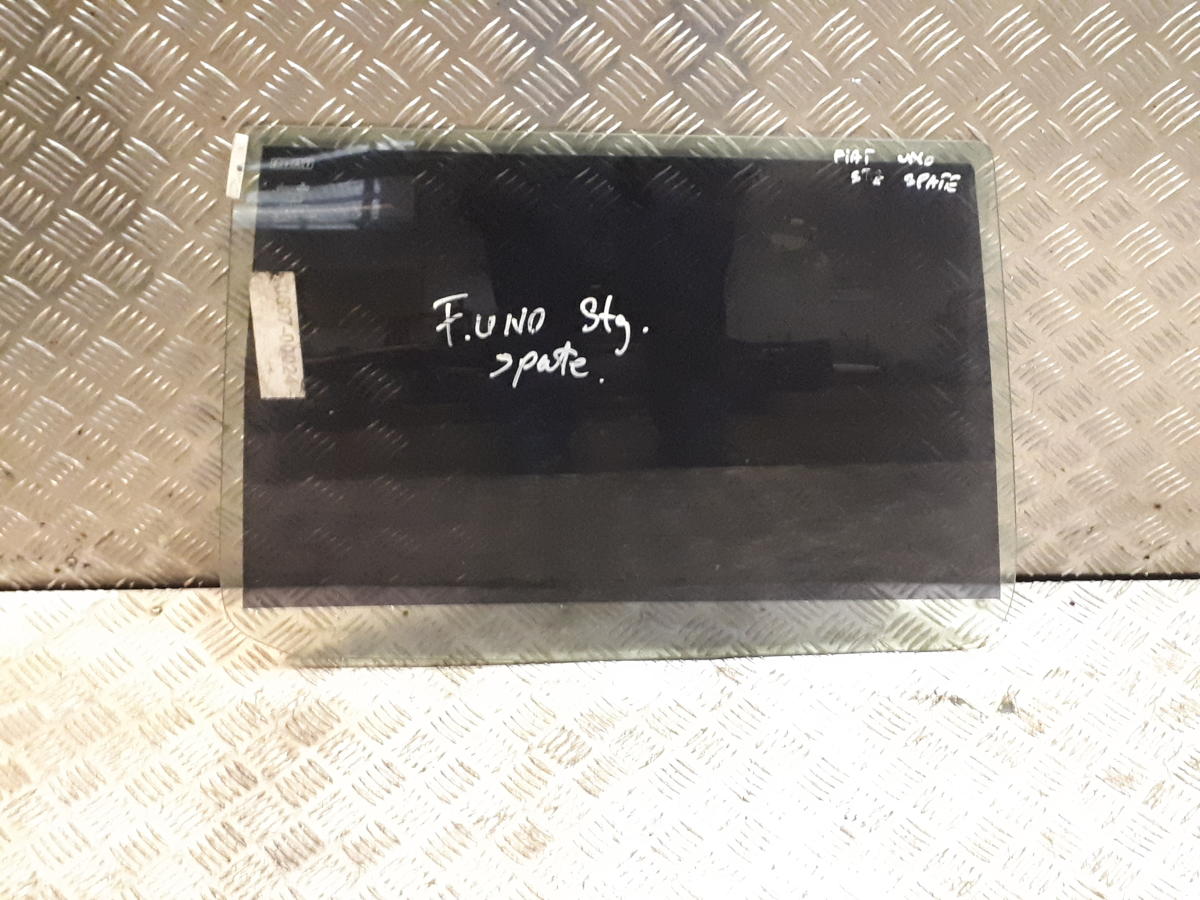 FIAT UNO
STG SPATE
F.UNO Stg.
spate.